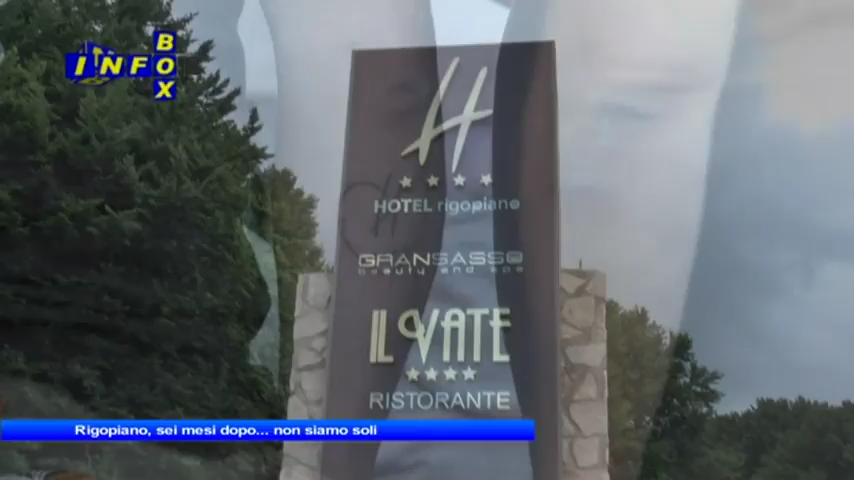 INFO
BOX
H
HOTEL rigopiano
GRANSASSO
beauty and spa
IL VATE
RISTORANTE
Rigopiano, sei mesi dopo... non siamo soli